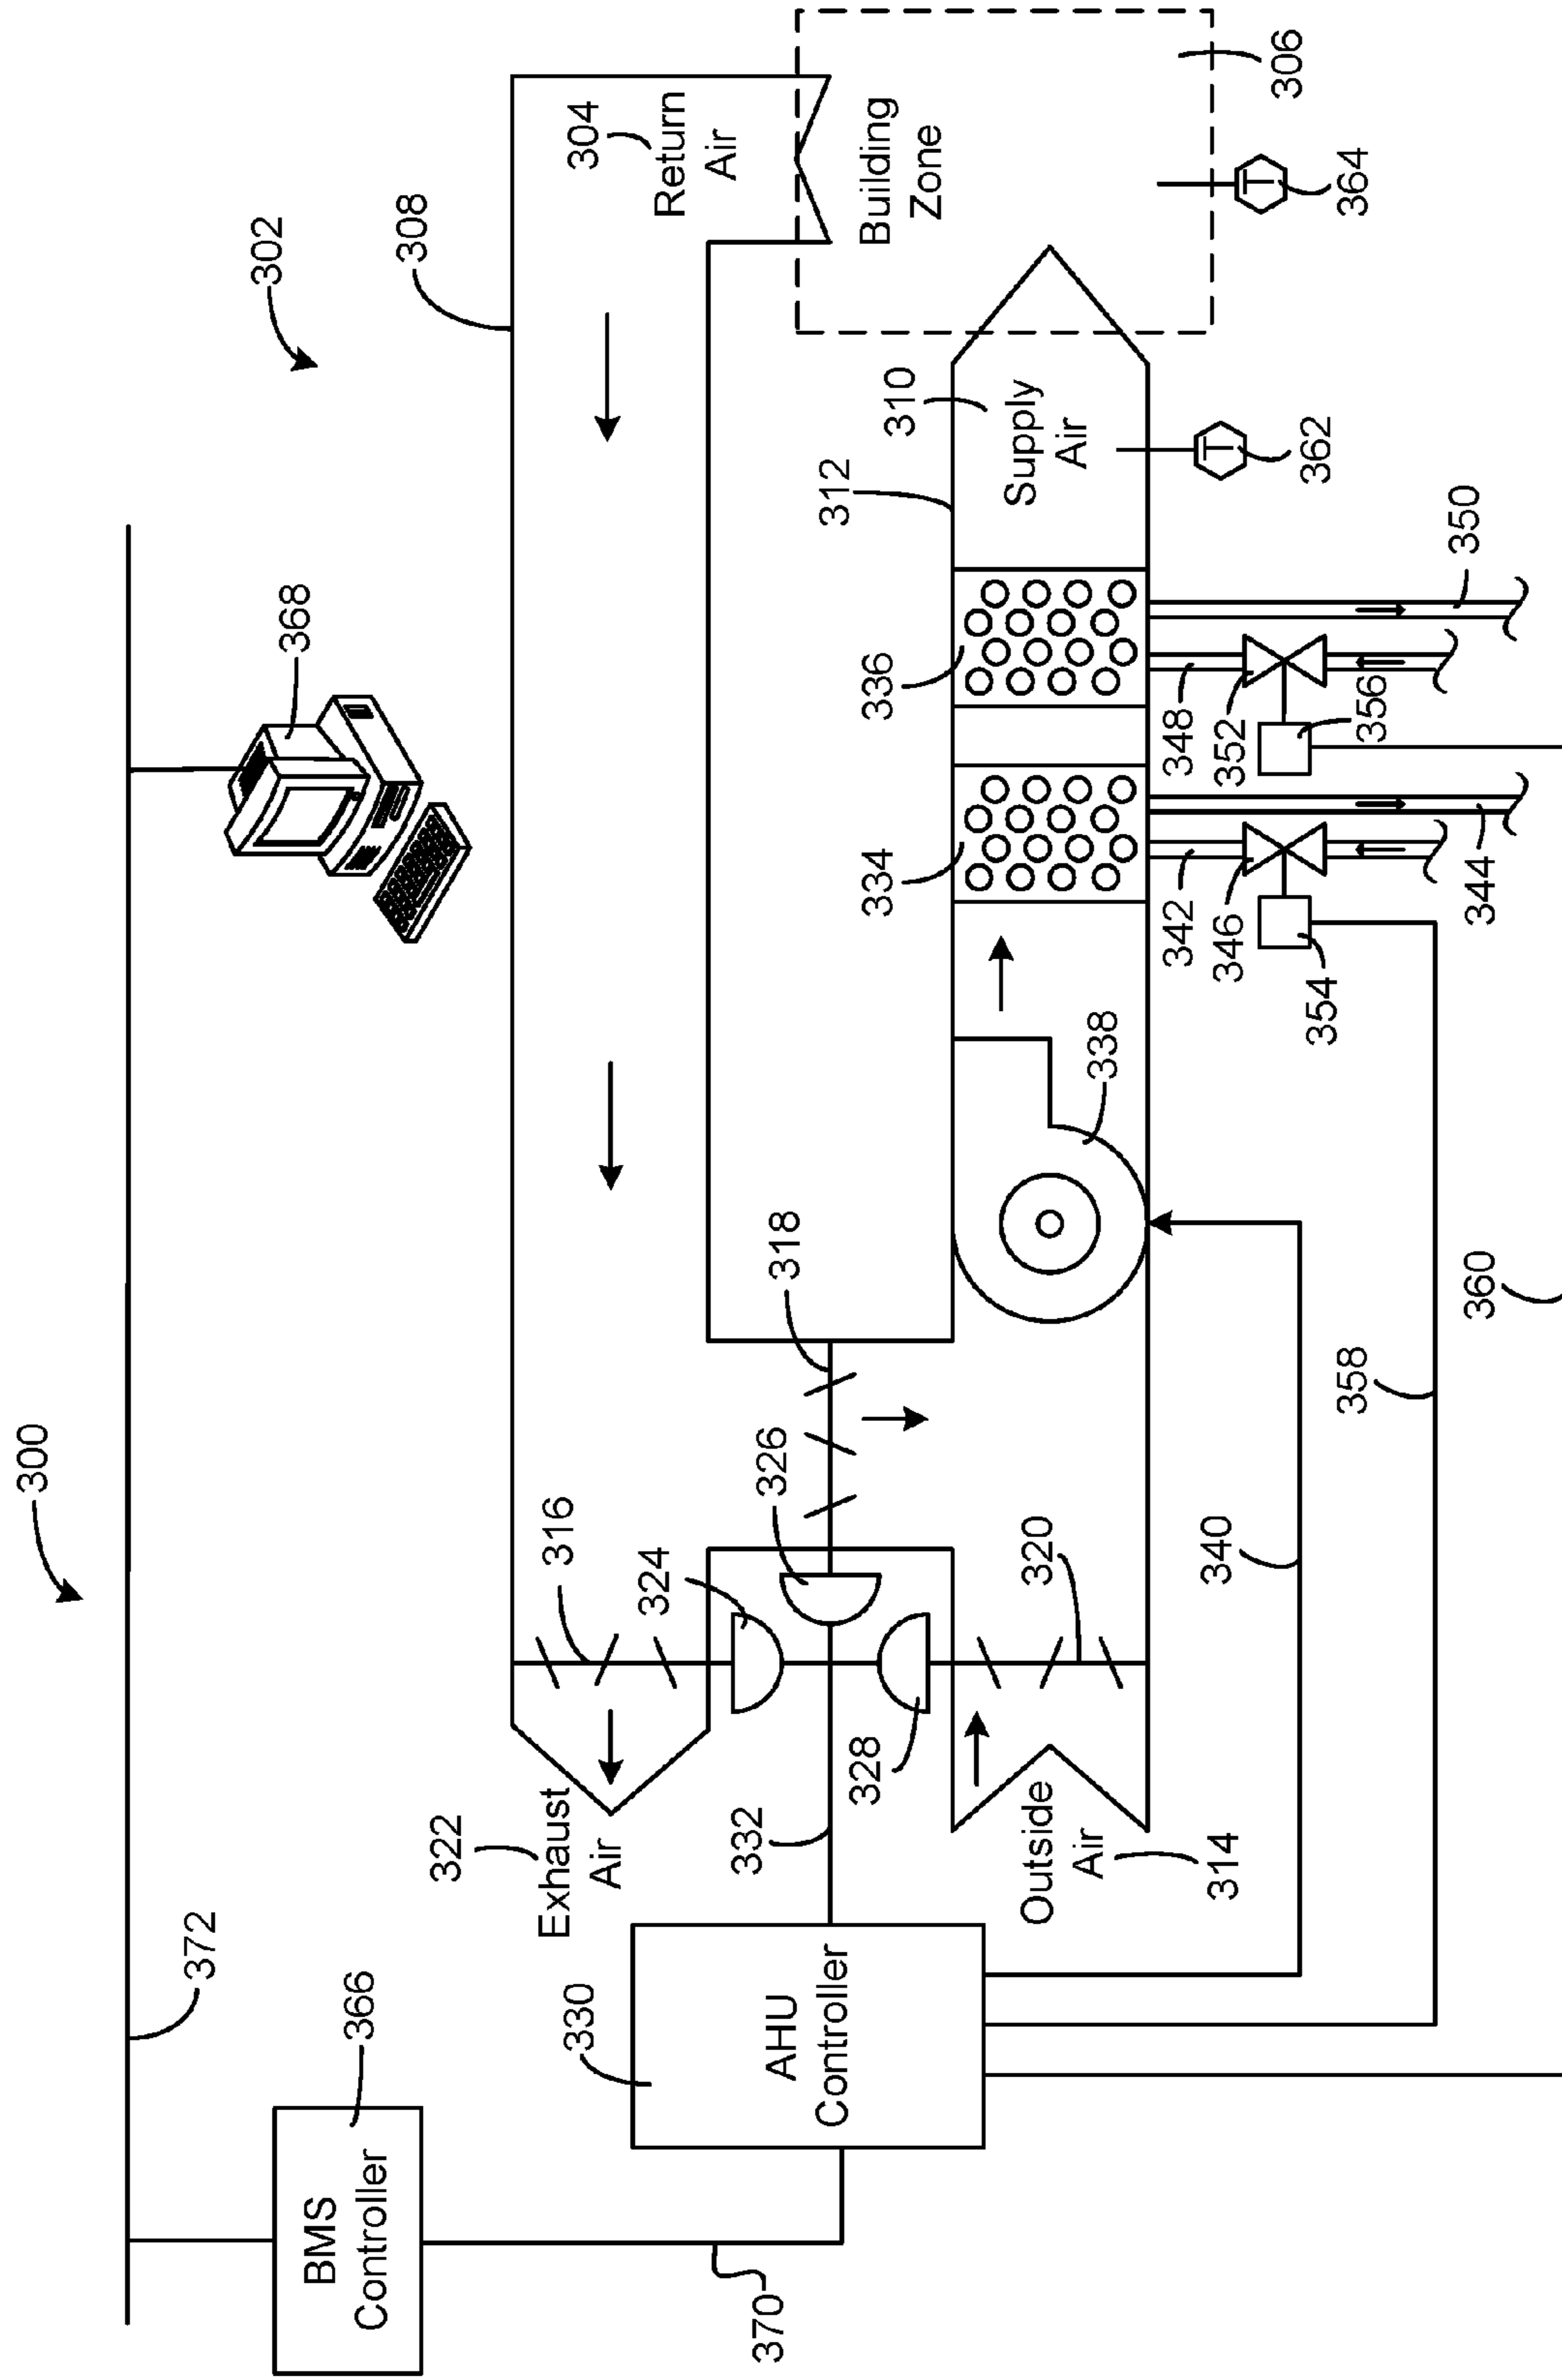 300
372
366
BMS
Controller
370
368
302
308
304
Return
Air
330
AHU
Controller
322
Exhaust
Air
316
324
326
318
332
328
Outside
Air
314
320
338
334
336
312
310
Supply
Air
Building
Zone
306
340
342
346
354
348
352
356
344
350
T
362
T
364
358
360